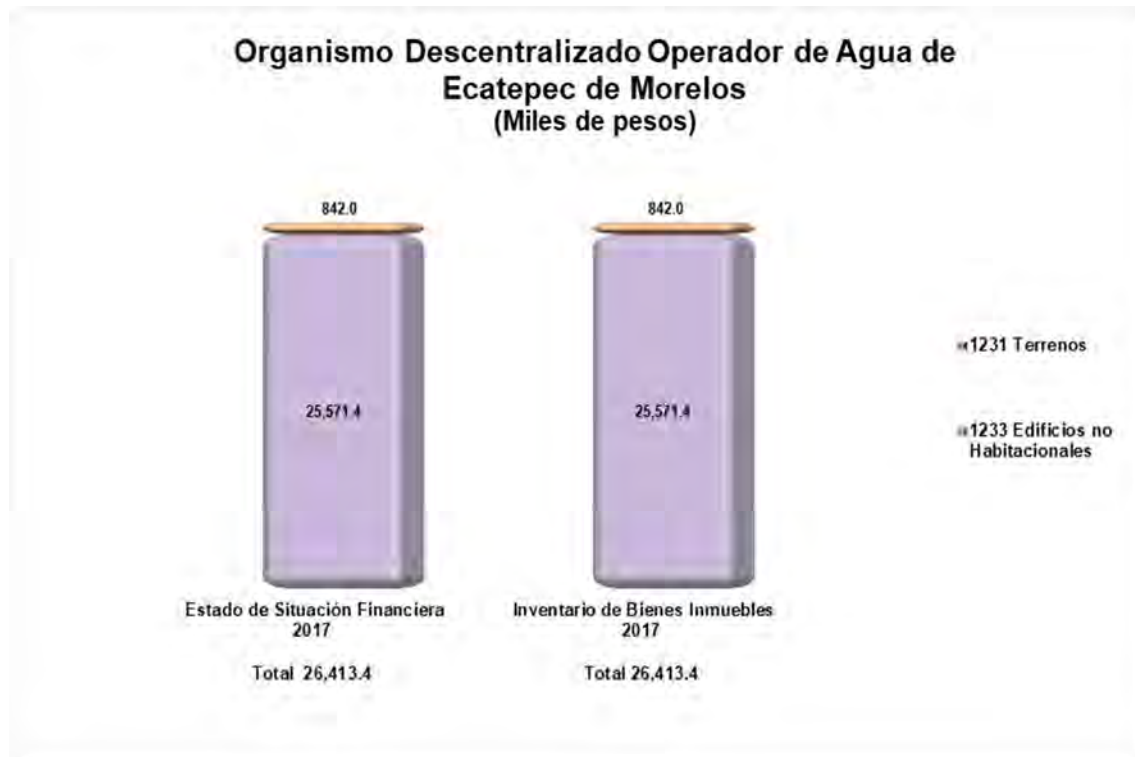 Organismo Descentralizado Operador de Agua de
Ecatepec de Morelos
(Miles de pesos)
842.0
842.0
25,571.4
25,571.4
1231 Terrenos
1233 Edificios no
Habitacionales
Estado de Situación Financiera
2017
Inventario de Bienes Inmuebles
2017
Total 26,413.4
Total 26,413.4